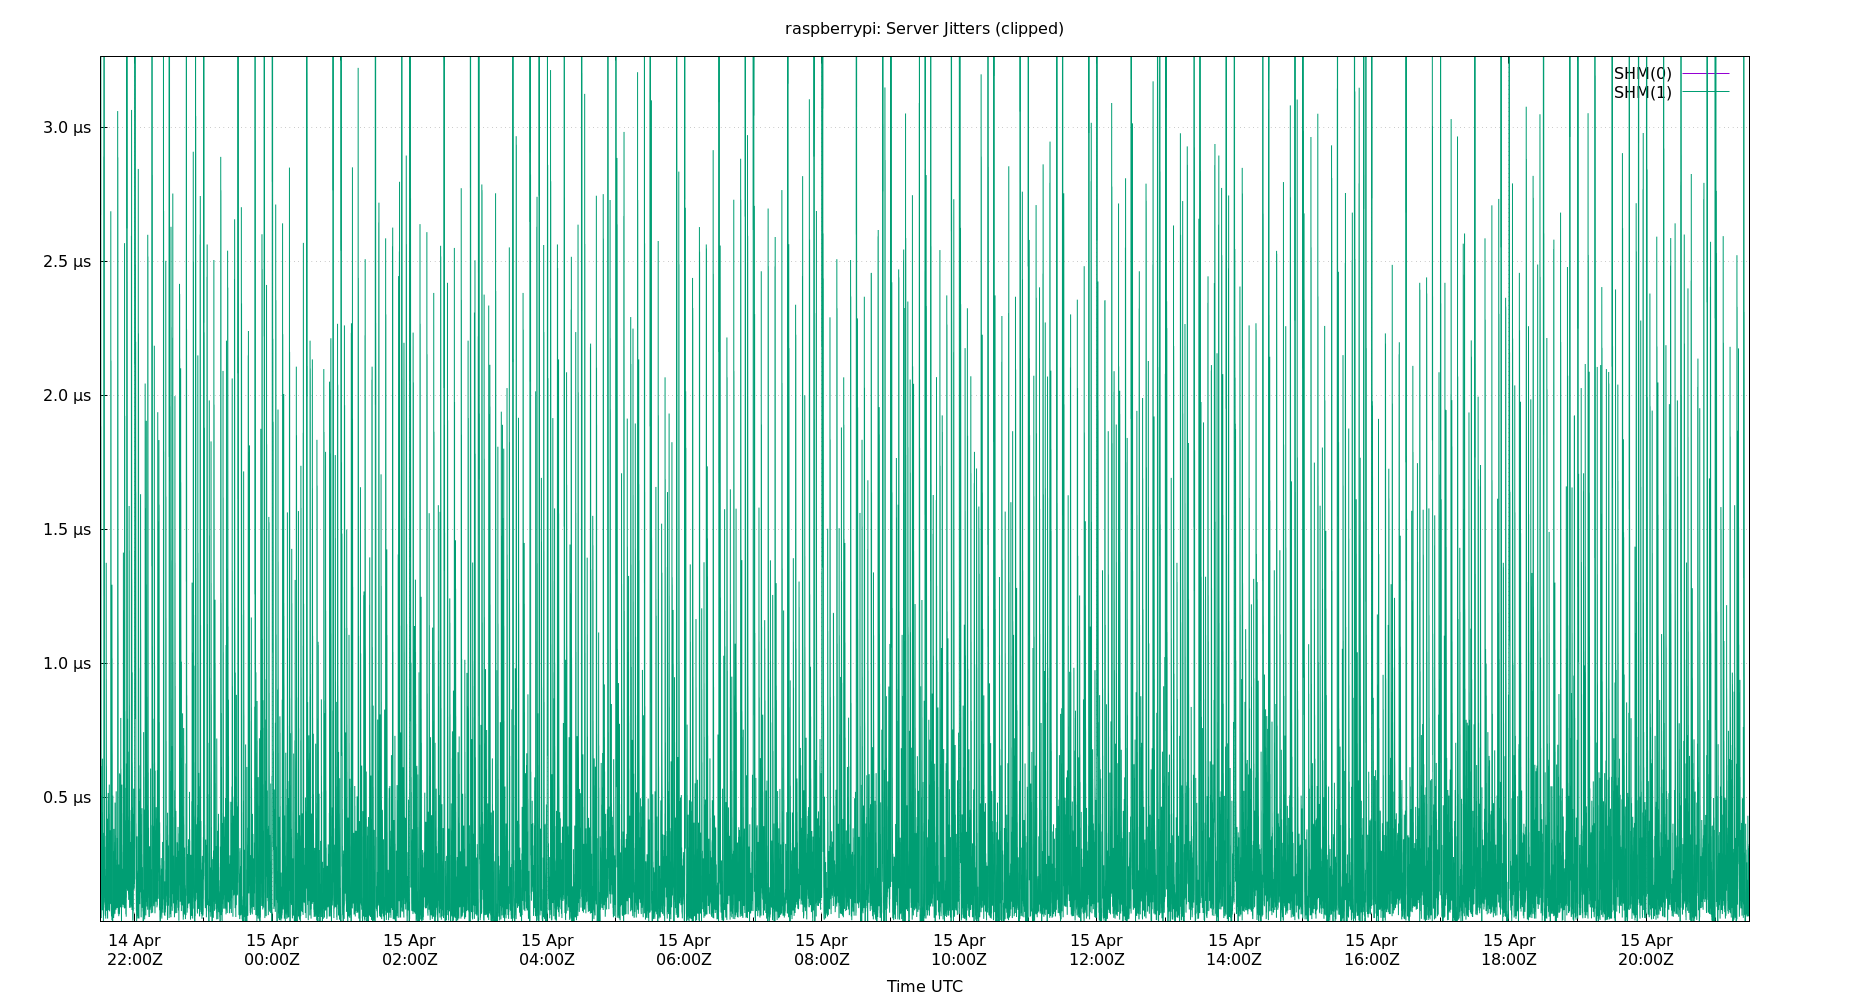 raspberrypi: Server Jitters (clipped)
SHM(0)
SHM(1)
3.0 µs
2.5 µs
2.0 µs
1.5 µs
1.0 µs
0.5 µs
14 Apr 15 Apr 15 Apr 15 Apr 15 Apr 15 Apr 15 Apr 15 Apr 15 Apr 15 Apr 15 Apr 15 Apr
22:00Z 00:00Z 02:00Z 04:00Z 06:00Z 08:00Z 10:00Z 12:00Z 14:00Z 16:00Z 18:00Z 20:00Z
Time UTC